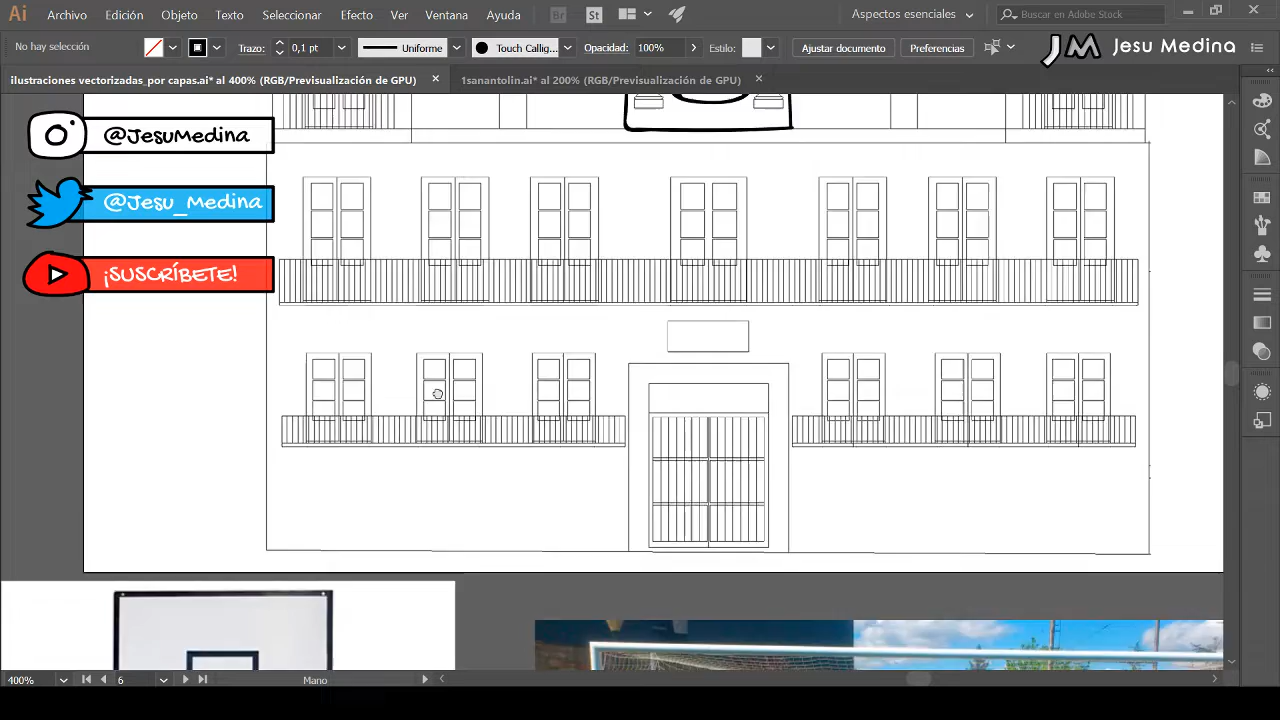 Ai Archivo Edición Objeto Texto Seleccionar Efecto Ver Ventana Ayuda Br St Aspectos esenciales Buscar en Adobe Stock
No hay selección Trazo: 0,1 pt Uniforme Touch Callig... Opacidad: 100% Estilo: Ajustar documento Preferencias JM Jesu Medina
ilustraciones vectorizadas_por capas.ai* al 400% (RGB/Previsualización de GPU) 1sanantolin.ai* al 200% (RGB/Previsualización de GPU)
@JesuMedina
@Jesu_Medina
¡SUSCRÍBETE!
400% 6 Mano